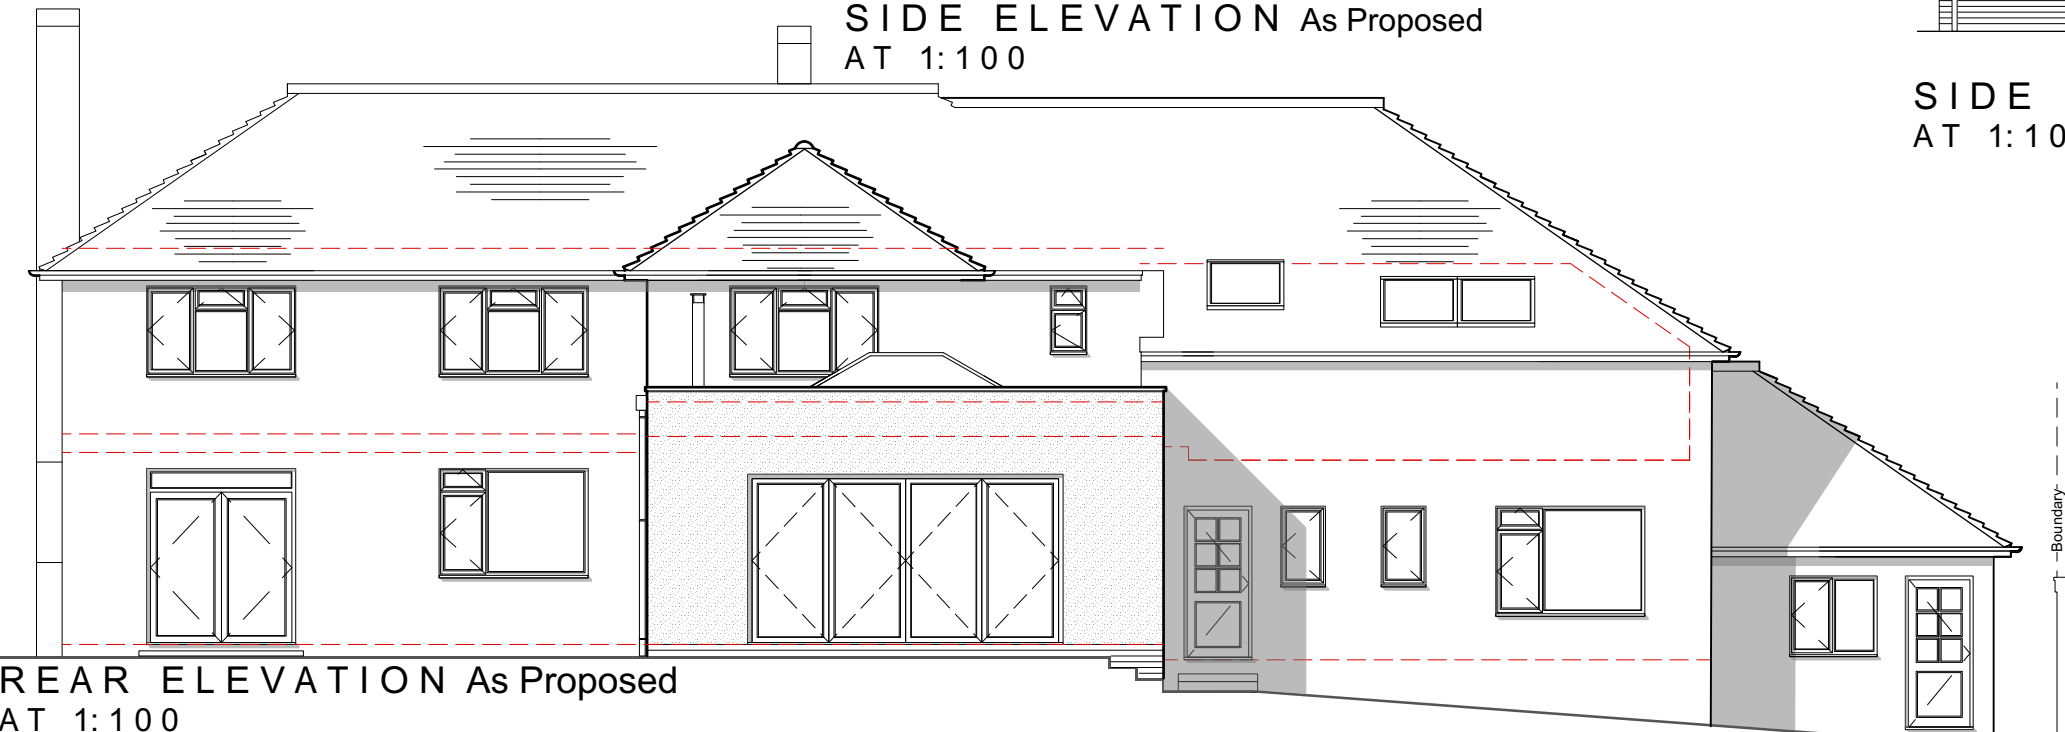 SIDE ELEVATION As Proposed
AT 1:100
SIDE
AT 1:10
Boundary
REAR ELEVATION As Proposed
AT 1:100